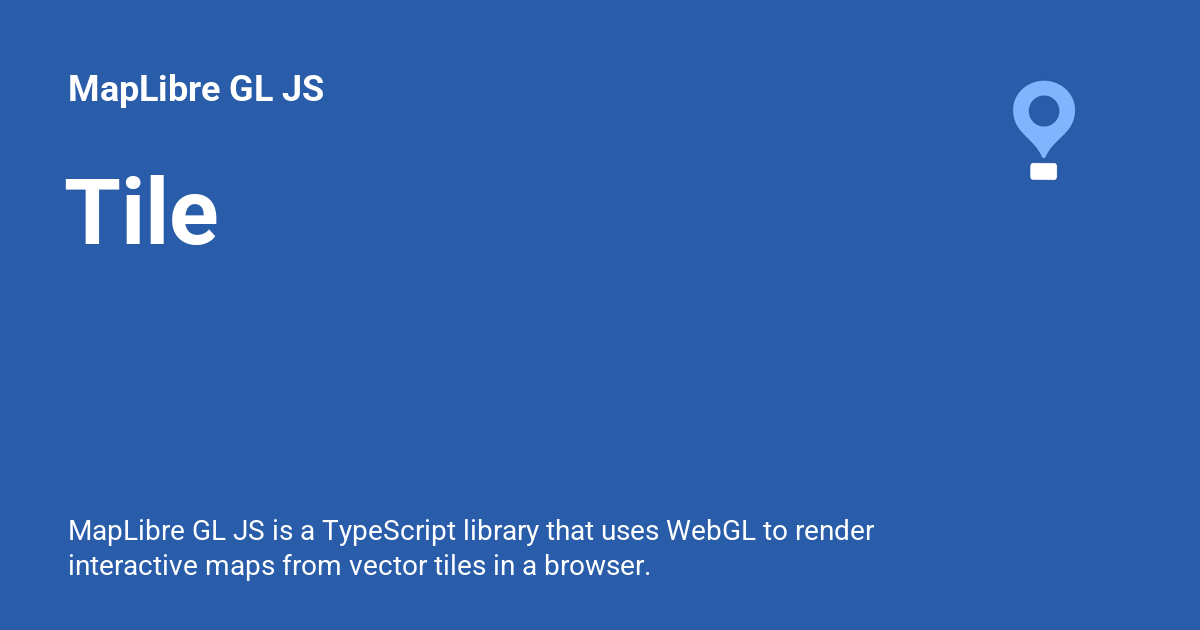 MapLibre GL JS
Tile
MapLibre GL JS is a TypeScript library that uses WebGL to render
interactive maps from vector tiles in a browser.